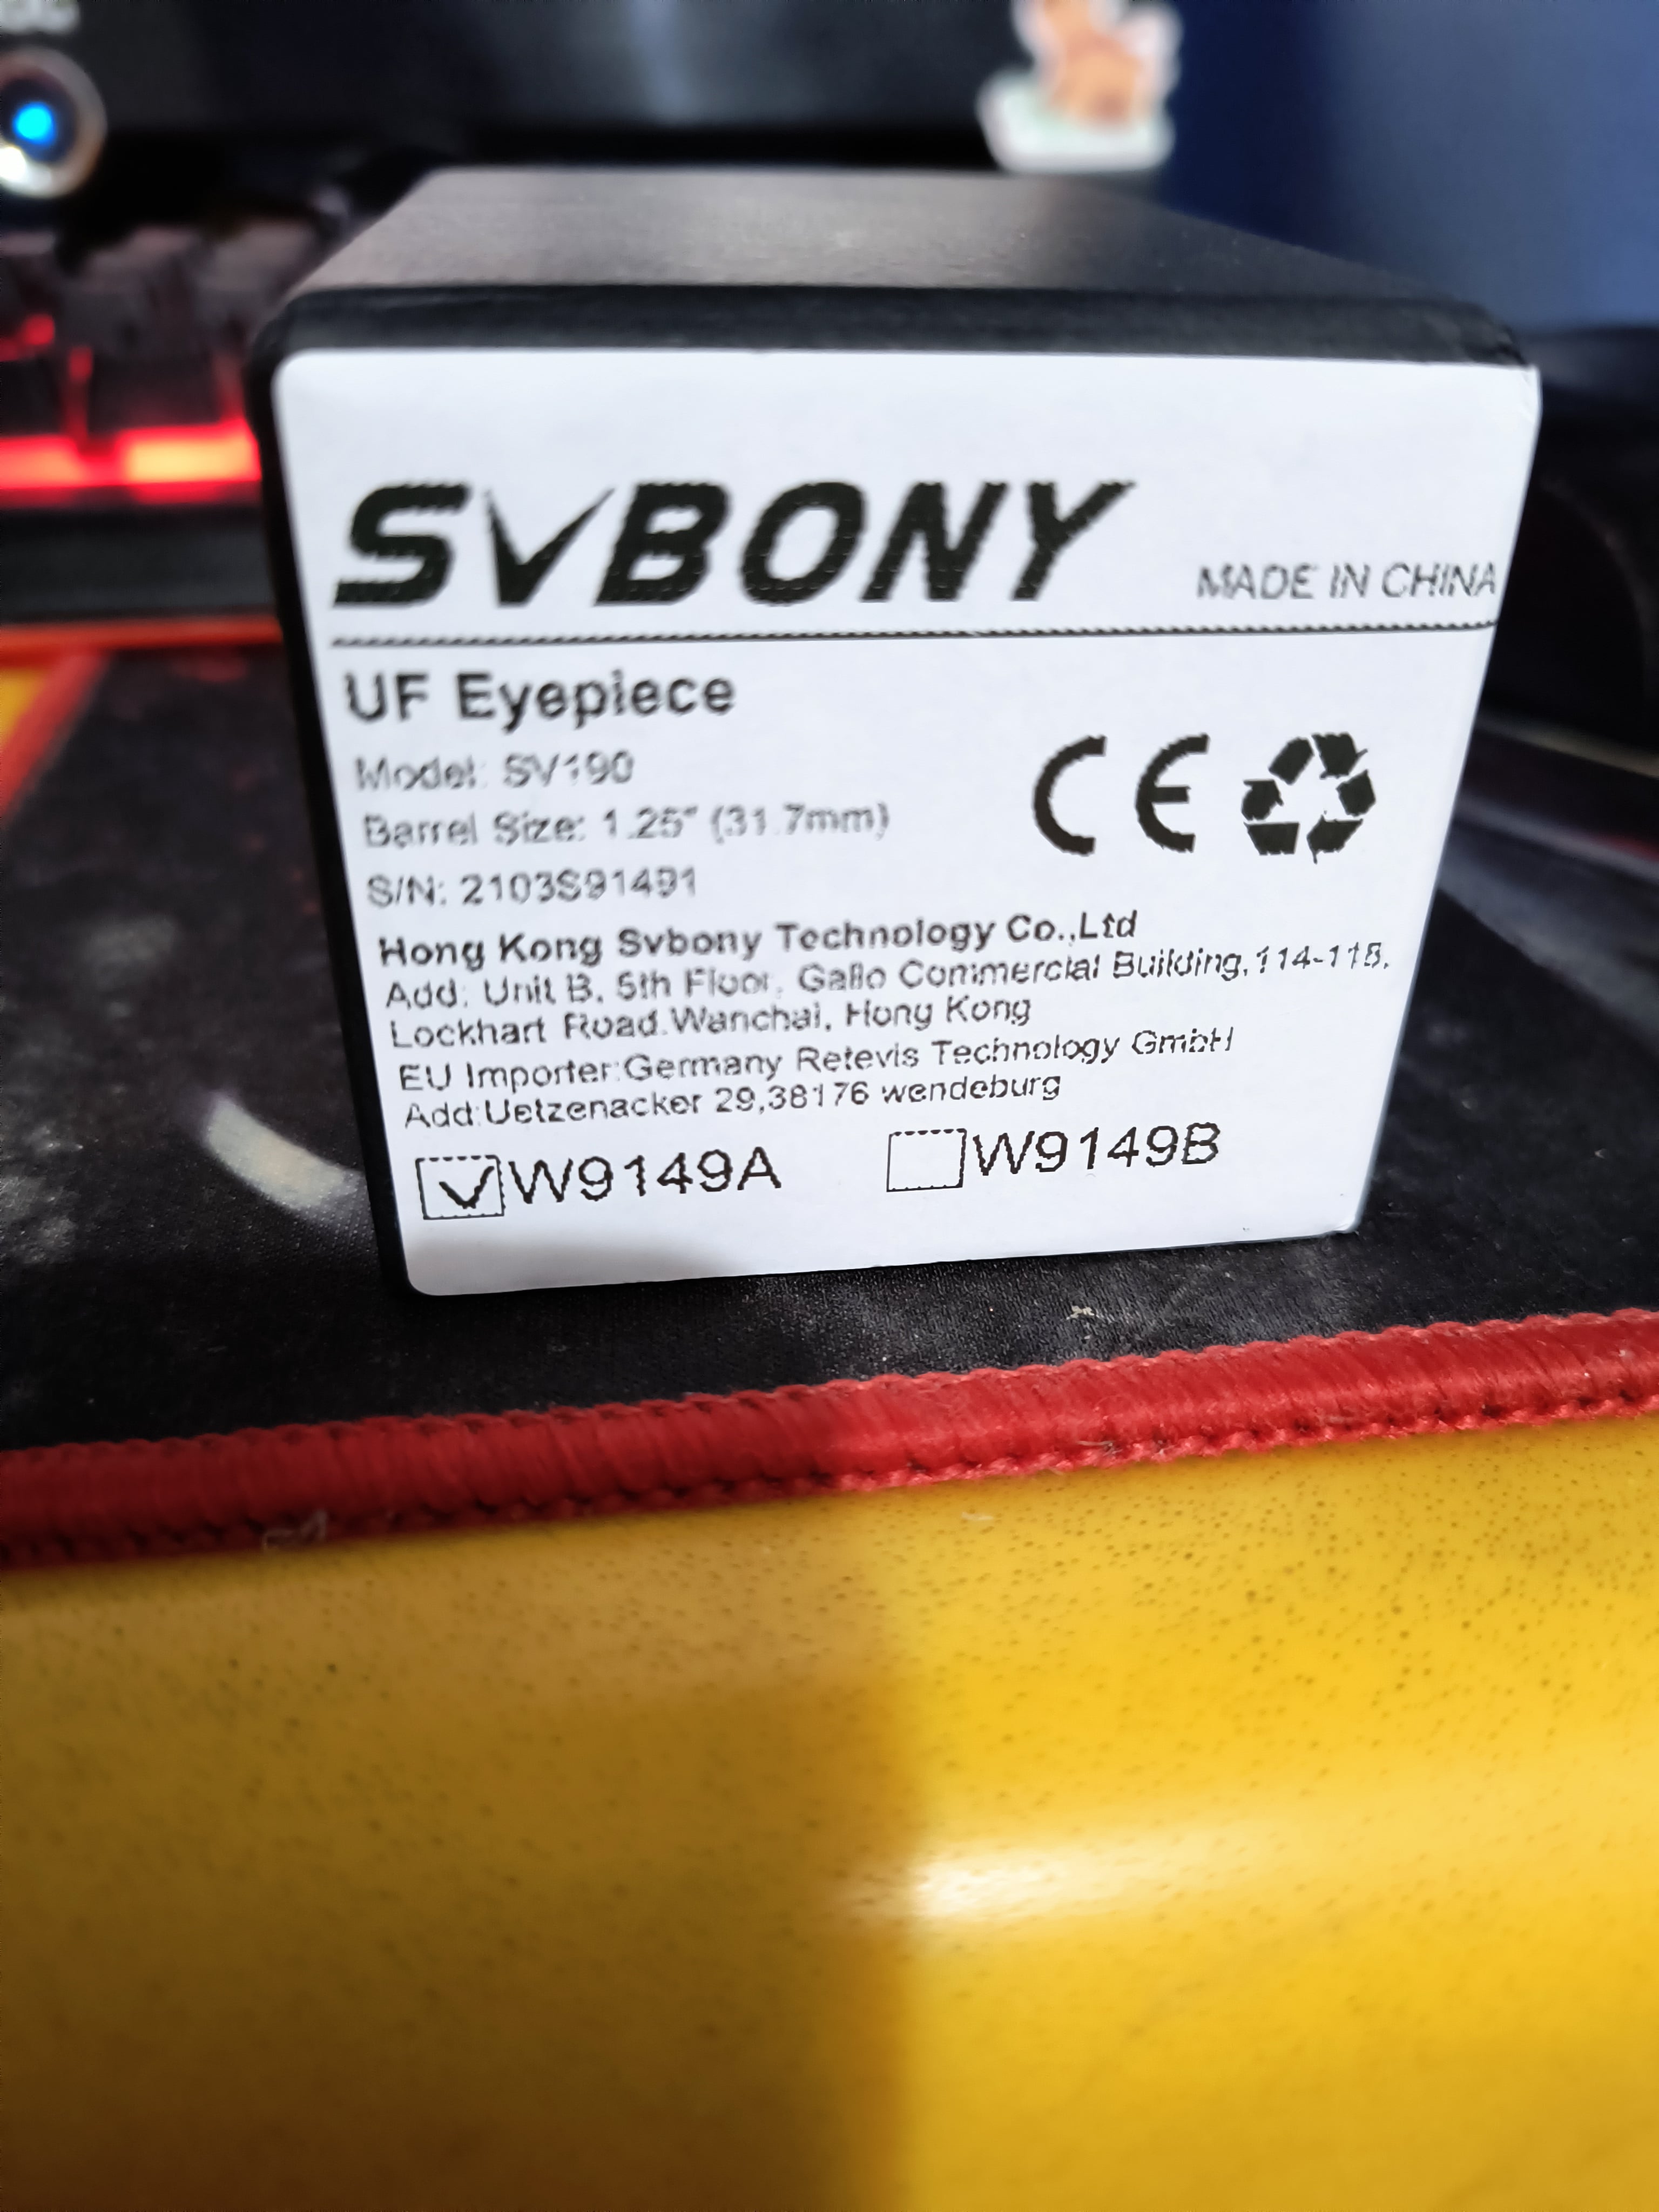 SVBONY
MADE IN CHINA
UF Eyepiece
Model: SV190
Barrel Size: 1.25" (31.7mm)
S/N: 2103S91491
Hong Kong Svbony Technology Co.,Ltd
Add: Unit B, 5th Floor, Gallo Commercial Building,114-118,
Lockhart Road.Wanchai, Hong Kong
EU Importer:Germany Retevis Technology GmbH
Add:Uetzenacker 29,38176 wendeburg
W9149A
W9149B